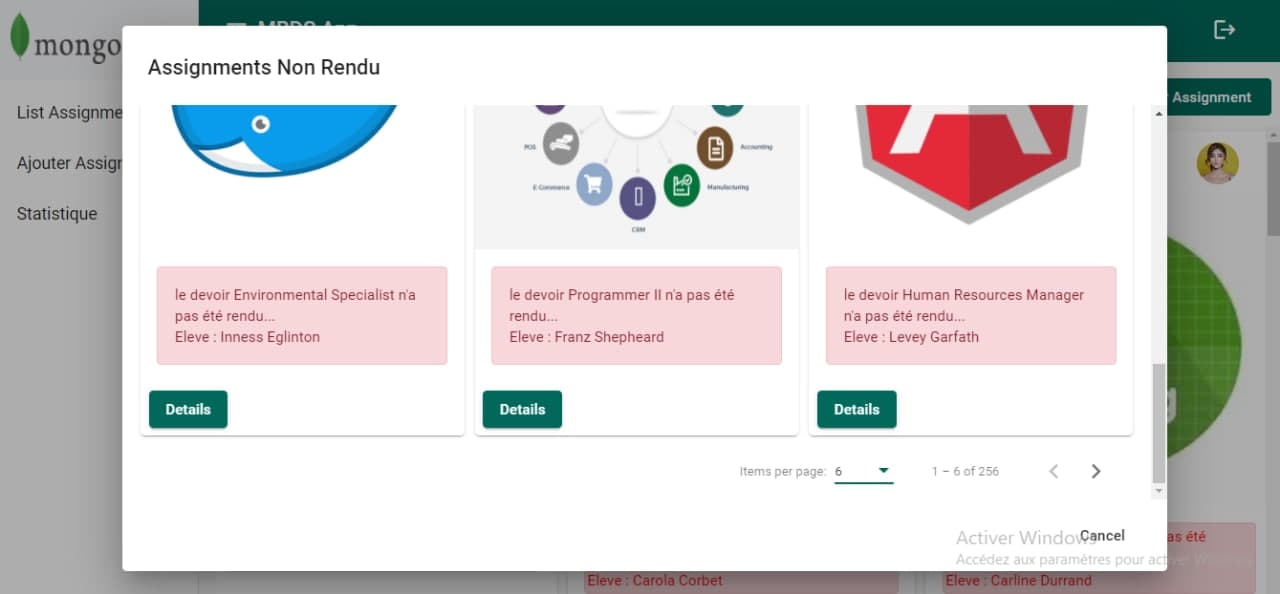 mongo
Assignments Non Rendu
List Assignme
Ajouter Assigr
Statistique
Assignment
POS
Accounting
E-Commerce
Manufacturing
CRM
le devoir Environmental Specialist n'a
pas été rendu...
Eleve : Inness Eglinton
le devoir Programmer II n'a pas été
rendu...
Eleve : Franz Shepheard
le devoir Human Resources Manager
n'a pas été rendu...
Eleve : Levey Garfath
Details
Details
Details
Items per page: 6
1 – 6 of 256
Cancel
Activer Windows
Accédez aux paramètres pour activer Windows.
as été
Eleve : Carola Corbet
Eleve : Carline Durrand